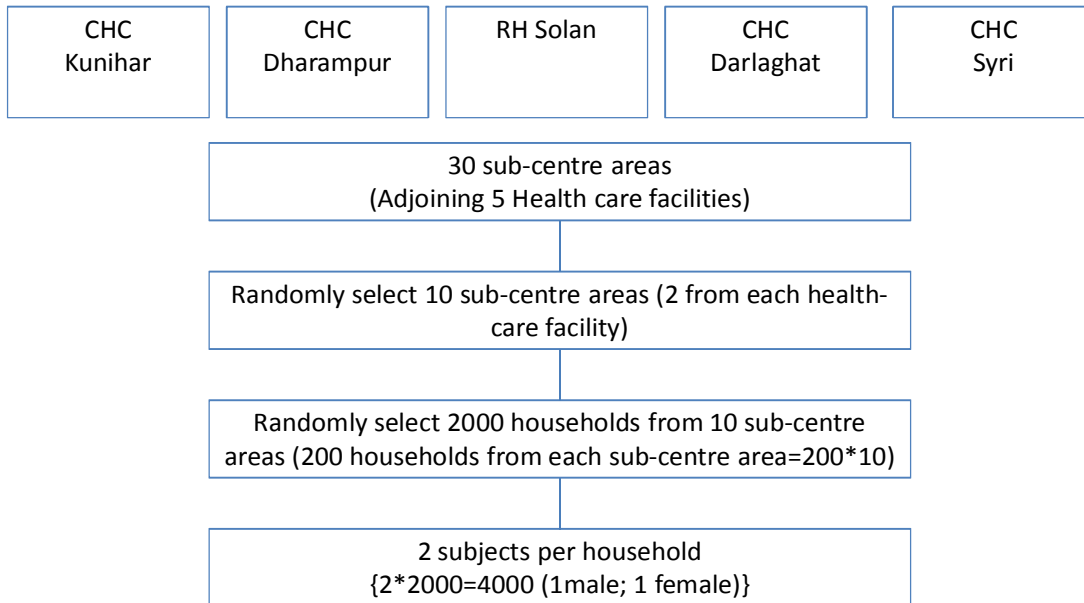 CHC
Kunihar
CHC
Dharampur
RH Solan
CHC
Darlaghat
CHC
Syri
30 sub-centre areas
(Adjoining 5 Health care facilities)
Randomly select 10 sub-centre areas (2 from each health-
care facility)
Randomly select 2000 households from 10 sub-centre
areas (200 households from each sub-centre area=200*10)
2 subjects per household
{2*2000=4000 (1male; 1 female)}